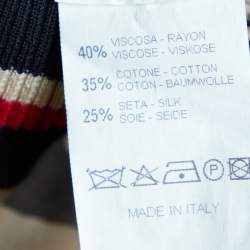 VISCOSA - RAYON
40% VISCOSE - VISKOSE
COTONE - COTTON
35% COTON - BAUMWOLLE
SETA - SILK
25% SOIE - SEIDE
P
MADE IN ITALY